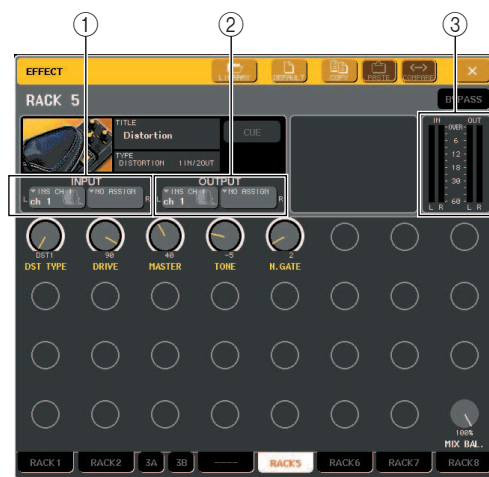 ① ② ③
EFFECT LIBRARY DEFAULT COPY PASTE COMPARE ×
RACK 5 BYPASS
TITLE
Distortion
CUE
TYPE
DISTORTION 1IN/2OUT
IN OUT
OVER
6
12
18
30
60
L R L R
INPUT OUTPUT
L INS CH 1 NO ASSIGN R L INS CH 1 NO ASSIGN R
ch 1 ch 1
DST1 90 40 -5 2
DST TYPE DRIVE MASTER TONE N.GATE
100%
MIX BAL.
RACK1 RACK2 3A 3B ---- RACK5 RACK6 RACK7 RACK8